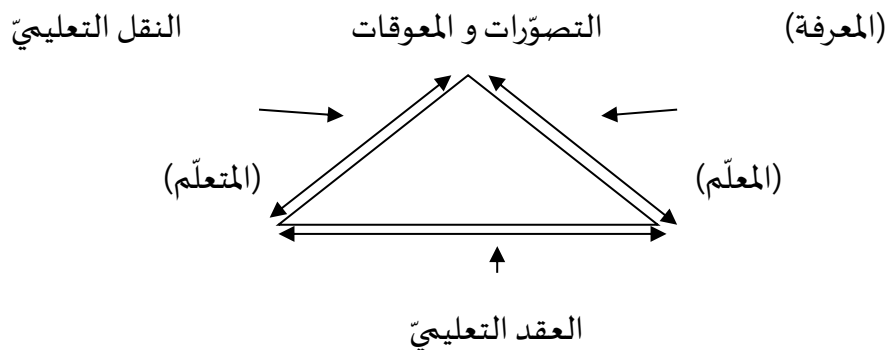 (المعرفة) التصوّرات و المعوقات النقل التعليميّ
(المعلّم) (المتعلّم)
العقد التعليميّ